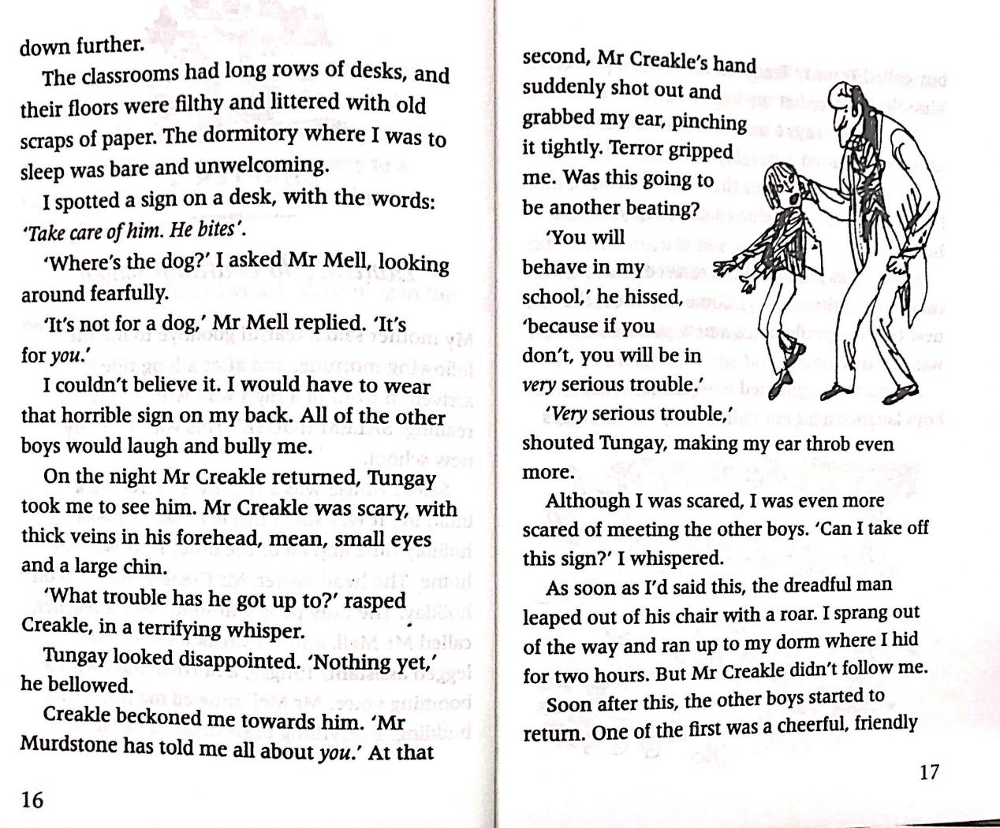 down further.
The classrooms had long rows of desks, and
their floors were filthy and littered with old
scraps of paper. The dormitory where I was to
sleep was bare and unwelcoming.
I spotted a sign on a desk, with the words:
‘Take care of him. He bites’.
‘Where’s the dog?’ I asked Mr Mell, looking
around fearfully.
‘It’s not for a dog,’ Mr Mell replied. ‘It’s
for you.’
I couldn’t believe it. I would have to wear
that horrible sign on my back. All of the other
boys would laugh and bully me.
On the night Mr Creakle returned, Tungay
took me to see him. Mr Creakle was scary, with
thick veins in his forehead, mean, small eyes
and a large chin.
‘What trouble has he got up to?’ rasped
Creakle, in a terrifying whisper.
Tungay looked disappointed. ‘Nothing yet,’
he bellowed.
Creakle beckoned me towards him. ‘Mr
Murdstone has told me all about you.’ At that
16
second, Mr Creakle’s hand
suddenly shot out and
grabbed my ear, pinching
it tightly. Terror gripped
me. Was this going to
be another beating?
‘You will
behave in my
school,’ he hissed,
‘because if you
don’t, you will be in
very serious trouble.’
‘Very serious trouble,’
shouted Tungay, making my ear throb even
more.
Although I was scared, I was even more
scared of meeting the other boys. ‘Can I take off
this sign?’ I whispered.
As soon as I’d said this, the dreadful man
leaped out of his chair with a roar. I sprang out
of the way and ran up to my dorm where I hid
for two hours. But Mr Creakle didn’t follow me.
Soon after this, the other boys started to
return. One of the first was a cheerful, friendly
17